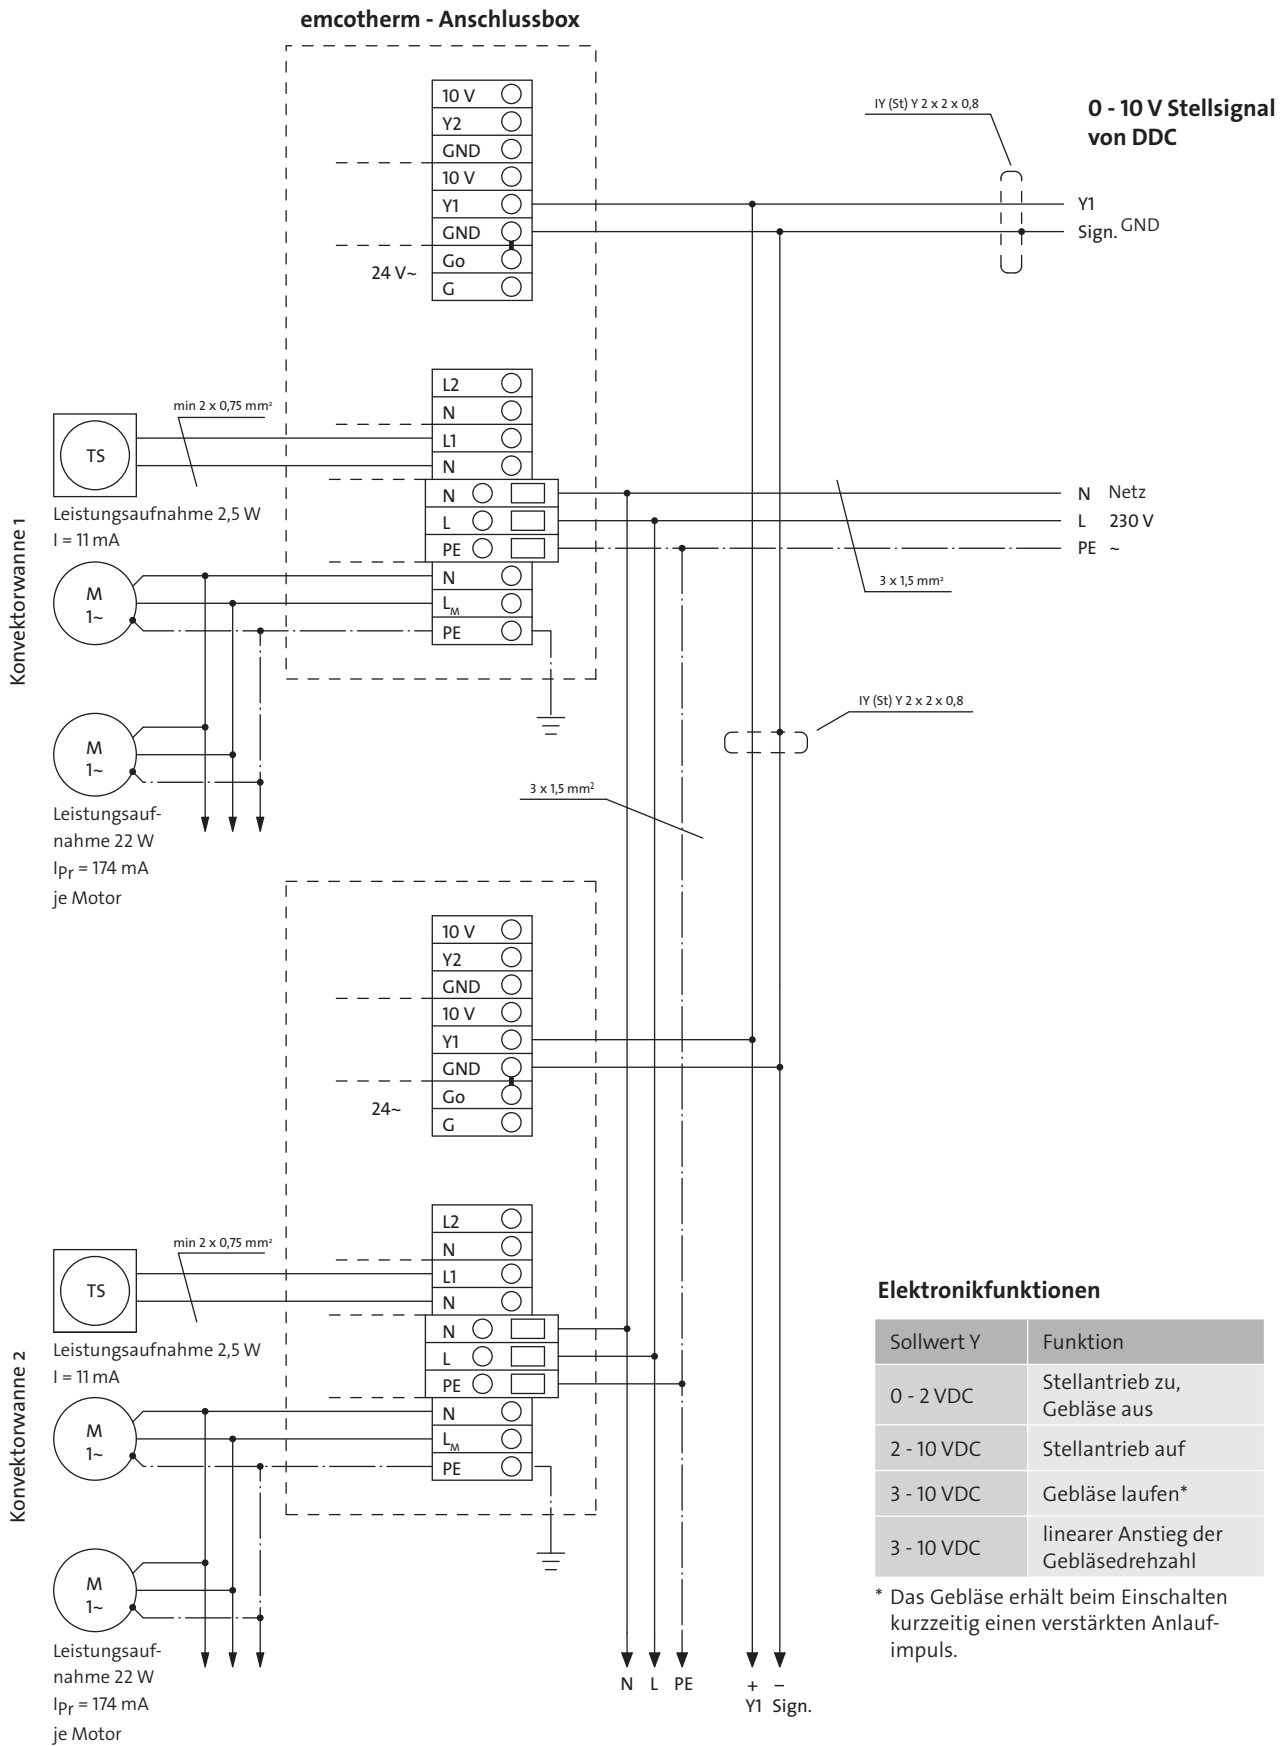 emcotherm - Anschlussbox
10 V
Y2
GND
10 V
Y1
GND
Go
G
24 V~
IY (St) Y 2 x 2 x 0,8
0 - 10 V Stellsignal
von DDC
Y1
Sign. GND
Konvektorwanne 1
min 2 x 0,75 mm²
TS
Leistungsaufnahme 2,5 W
I = 11 mA
L2
N
L1
N
N
L
PE
N
LM
PE
N Netz
L 230 V
PE ~
3 x 1,5 mm²
M
1~
M
1~
Leistungsauf-
nahme 22 W
IPr = 174 mA
je Motor
IY (St) Y 2 x 2 x 0,8
3 x 1,5 mm²
10 V
Y2
GND
10 V
Y1
GND
Go
G
24~
Konvektorwanne 2
min 2 x 0,75 mm²
TS
Leistungsaufnahme 2,5 W
I = 11 mA
L2
N
L1
N
N
L
PE
N
LM
PE
M
1~
M
1~
Leistungsauf-
nahme 22 W
IPr = 174 mA
je Motor
N L PE
+ –
Y1 Sign.
Elektronikfunktionen
Sollwert Y Funktion
0 - 2 VDC Stellantrieb zu,
Gebläse aus
2 - 10 VDC Stellantrieb auf
3 - 10 VDC Gebläse laufen*
3 - 10 VDC linearer Anstieg der
Gebläsedrehzahl
* Das Gebläse erhält beim Einschalten
kurzzeitig einen verstärkten Anlauf-
impuls.